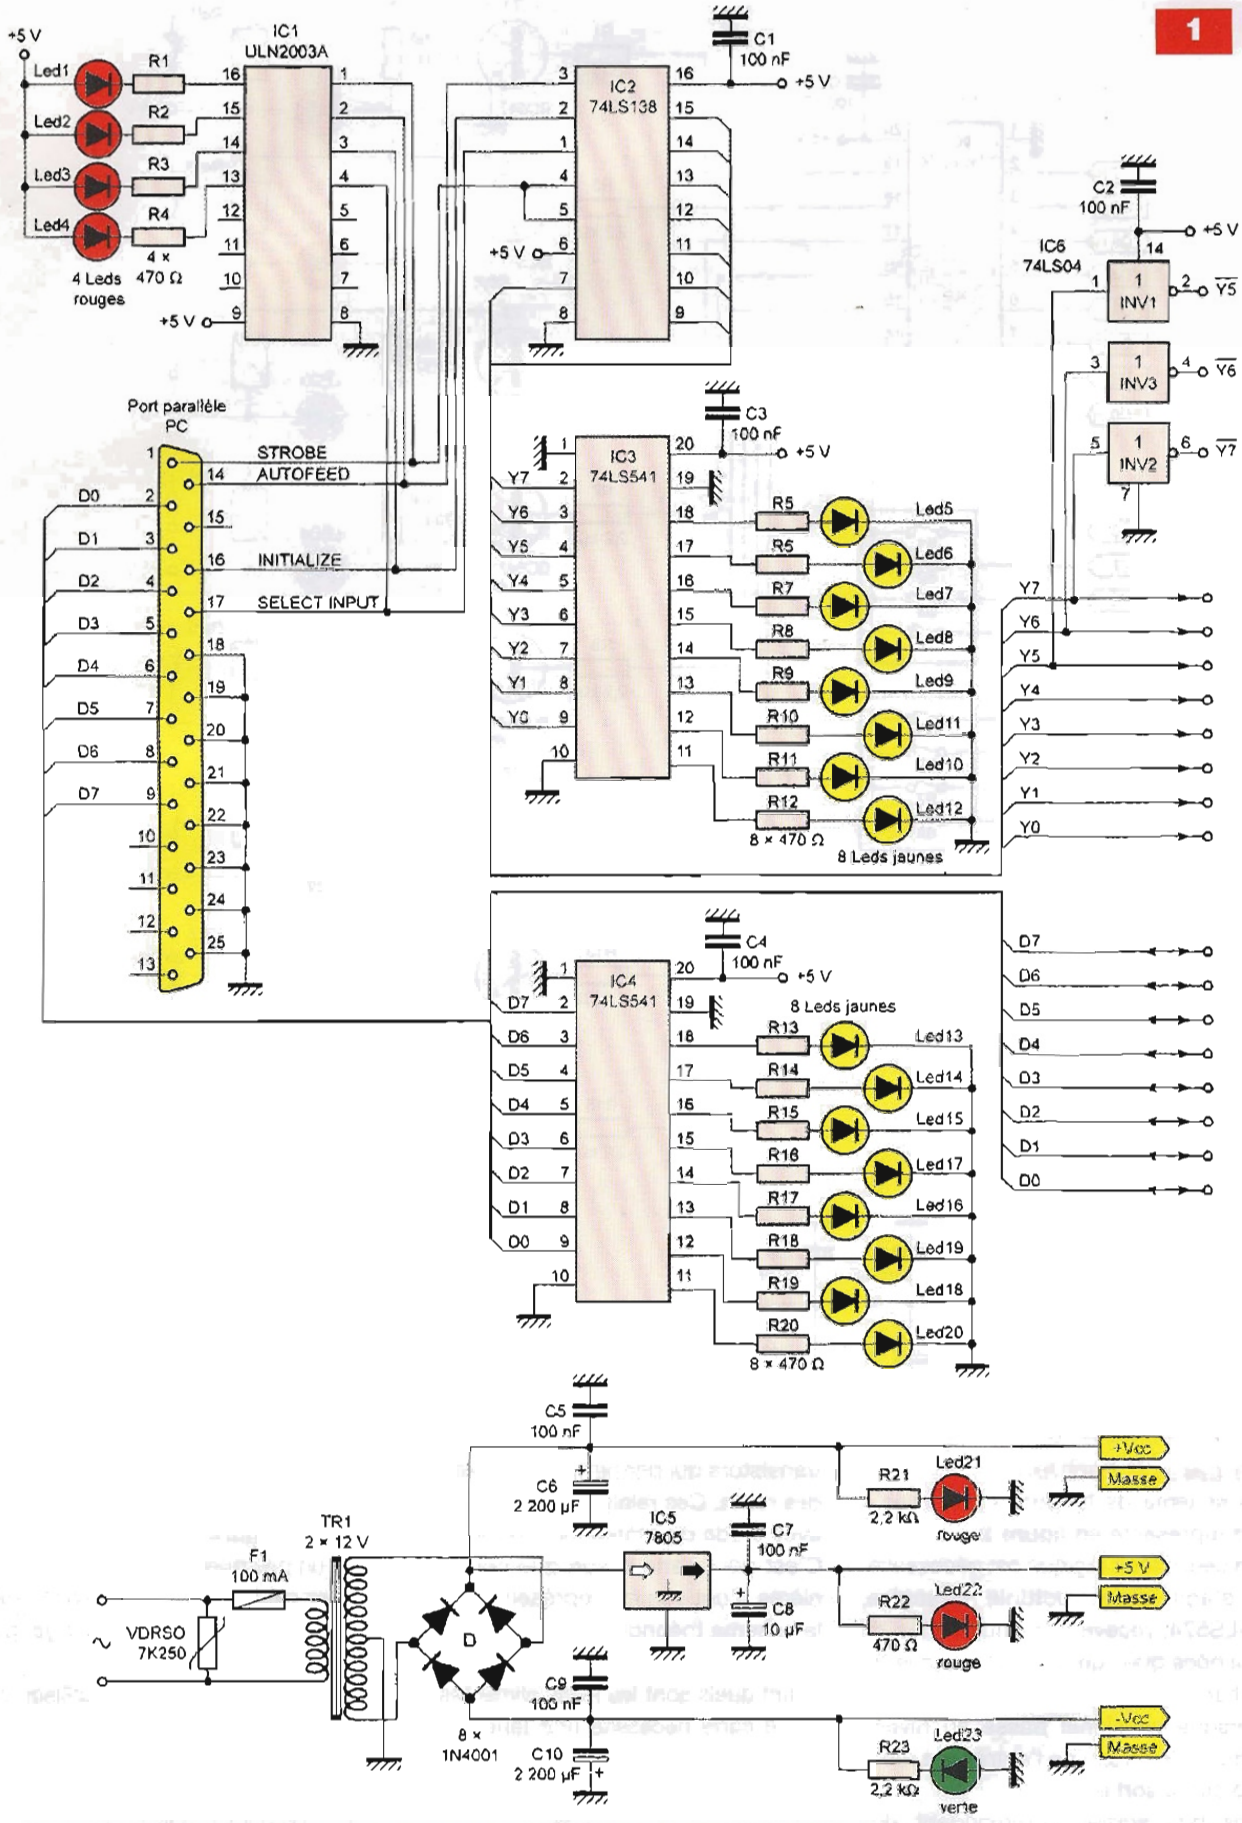 1
+5 V
Led1
R1
Led2
R2
Led3
R3
Led4
R4
4 ×
470 Ω
4 Leds
rouges
IC1
ULN2003A
16
15
14
13
12
11
10
9
1
2
3
4
5
6
7
8
+5 V
IC2
74LS138
3
2
1
4
5
6
7
8
16
15
14
13
12
11
10
9
+5 V
C1
100 nF
+5 V
C2
100 nF
+5 V
IC6
74LS04
14
1
1
INV1
2
Y5
3
1
INV3
4
Y6
5
1
INV2
6
Y7
7
Port parallèle
PC
1
2
3
4
5
6
7
8
9
10
11
12
13
14
15
16
17
18
19
20
21
22
23
24
25
STROBE
AUTOFEED
INITIALIZE
SELECT INPUT
D0
D1
D2
D3
D4
D5
D6
D7
C3
100 nF
+5 V
IC3
74LS541
1
2
3
4
5
6
7
8
9
10
20
19
18
17
16
15
14
13
12
11
Y7
Y6
Y5
Y4
Y3
Y2
Y1
Y0
R5
R6
R7
R8
R9
R10
R11
R12
8 × 470 Ω
Led5
Led6
Led7
Led8
Led9
Led11
Led10
Led12
8 Leds jaunes
Y7
Y6
Y5
Y4
Y3
Y2
Y1
Y0
C4
100 nF
+5 V
IC4
74LS541
1
2
3
4
5
6
7
8
9
10
20
19
18
17
16
15
14
13
12
11
D7
D6
D5
D4
D3
D2
D1
D0
8 Leds jaunes
R13
R14
R15
R16
R17
R18
R19
R20
8 × 470 Ω
Led13
Led14
Led15
Led17
Led16
Led19
Led18
Led20
D7
D6
D5
D4
D3
D2
D1
D0
C5
100 nF
C6
2 200 µF
+
TR1
2 × 12 V
F1
100 mA
VDRSO
7K250
~
D
8 ×
1N4001
IC5
7805
C7
100 nF
+
C8
10 µF
C9
100 nF
C10
2 200 µF
+
R21
2,2 kΩ
Led21
rouge
+Vcc
Masse
R22
470 Ω
Led22
rouge
+5 V
Masse
R23
2,2 kΩ
Led23
verte
-Vcc
Masse